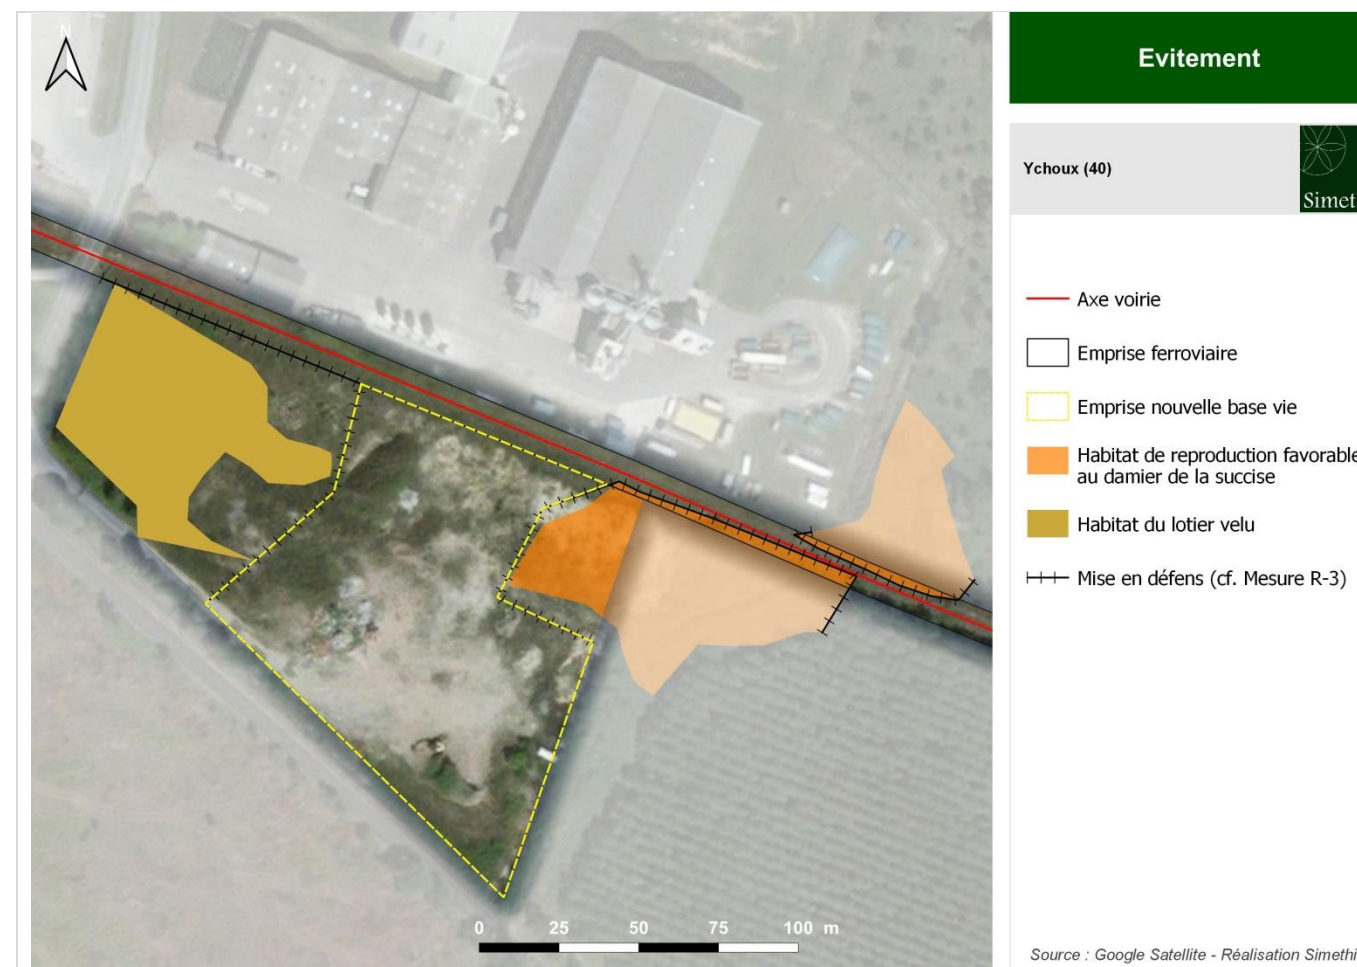 N
Evitement
Ychoux (40)
Simet
Axe voirie
Emprise ferroviaire
Emprise nouvelle base vie
Habitat de reproduction favorable
au damier de la succise
Habitat du lotier velu
Mise en défens (cf. Mesure R-3)
0 25 50 75 100 m
Source : Google Satellite - Réalisation Simethi